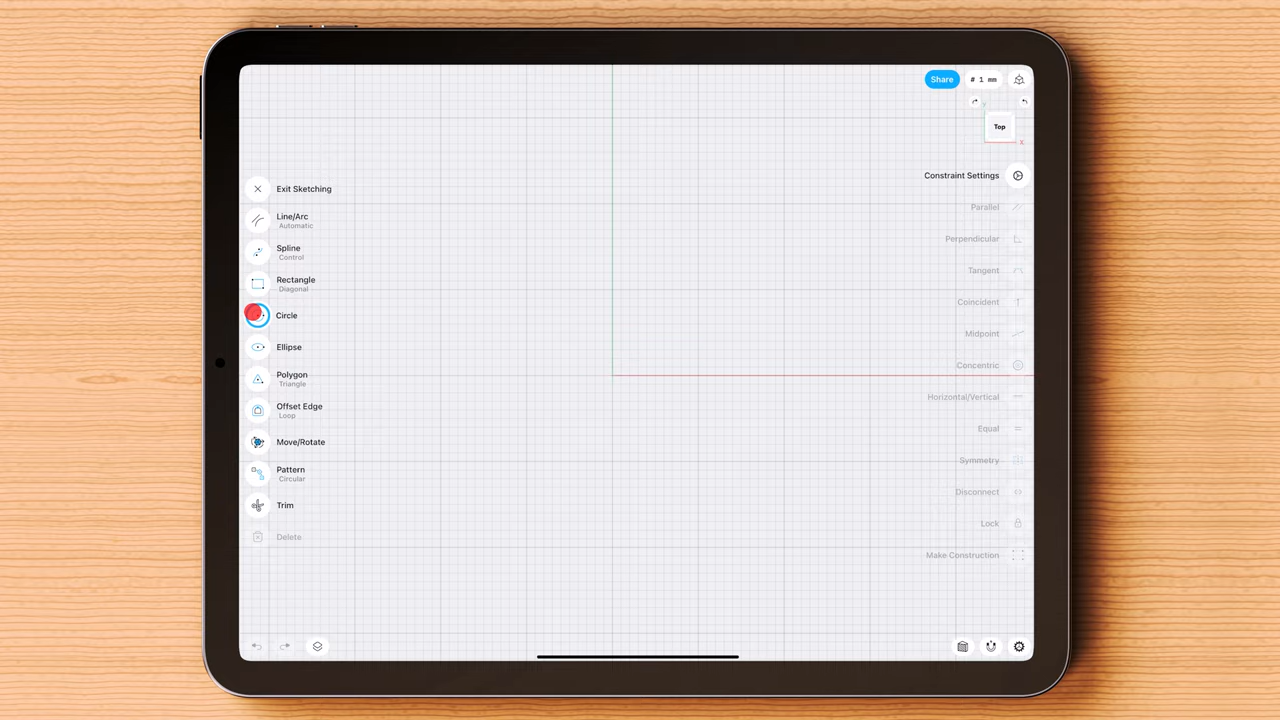 Share
# 1 mm
y
Top
x
Exit Sketching
Constraint Settings
Line/Arc
Automatic
Parallel
Spline
Control
Perpendicular
Rectangle
Diagonal
Tangent
Coincident
Circle
Midpoint
Ellipse
Concentric
Polygon
Triangle
Horizontal/Vertical
Offset Edge
Loop
Equal
Move/Rotate
Symmetry
Pattern
Circular
Disconnect
Trim
Lock
Delete
Make Construction